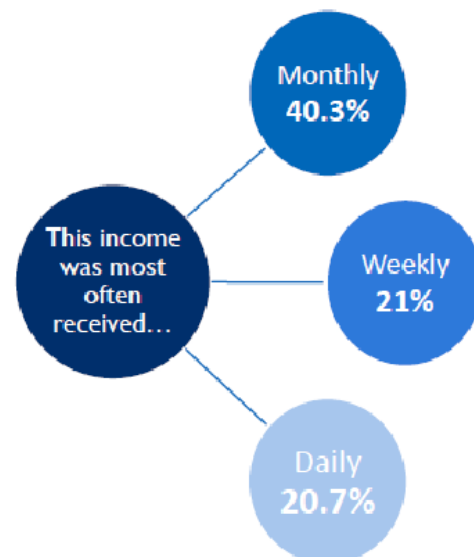 This income
was most
often
received…
Monthly
40.3%
Weekly
21%
Daily
20.7%